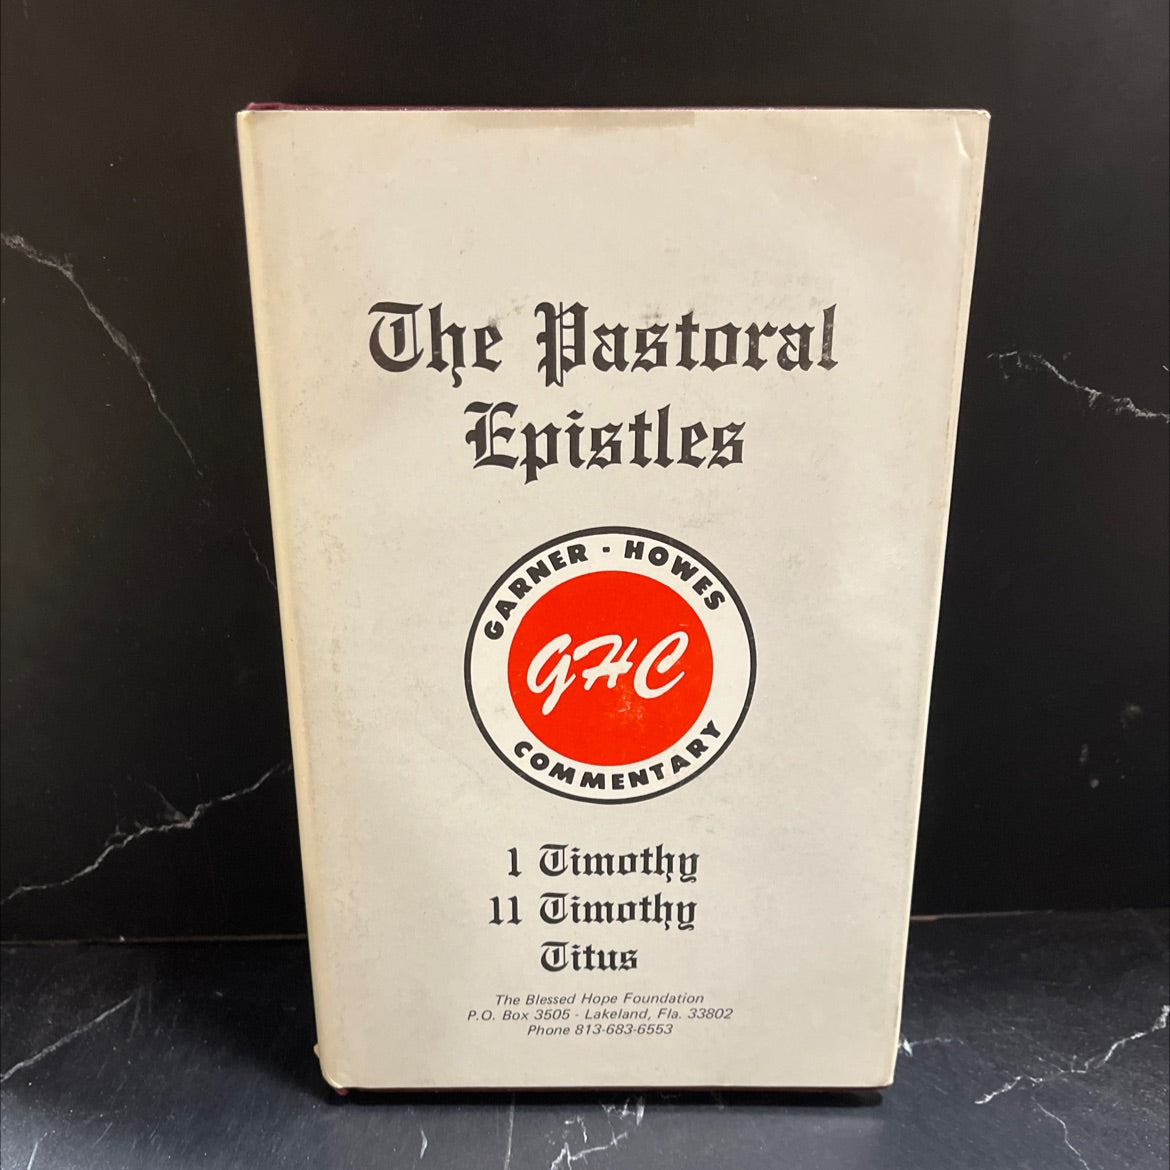 The Pastoral
Epistles
GARNER · HOWES
GHC
COMMENTARY
1 Timothy
11 Timothy
Titus
The Blessed Hope Foundation
P.O. Box 3505 - Lakeland, Fla. 33802
Phone 813-683-6553